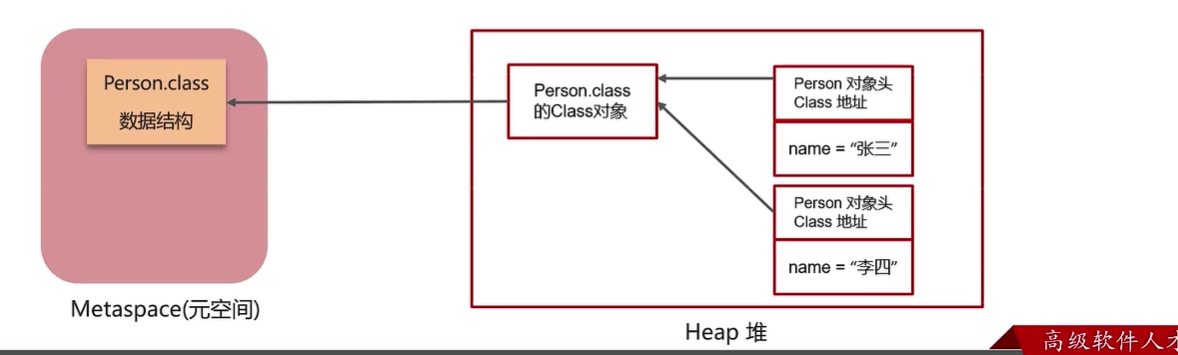 Person.class
数据结构
Metaspace(元空间)
Person.class
的Class对象
Person 对象头
Class 地址
name = “张三”
Person 对象头
Class 地址
name = “李四”
Heap 堆
高级软件人才